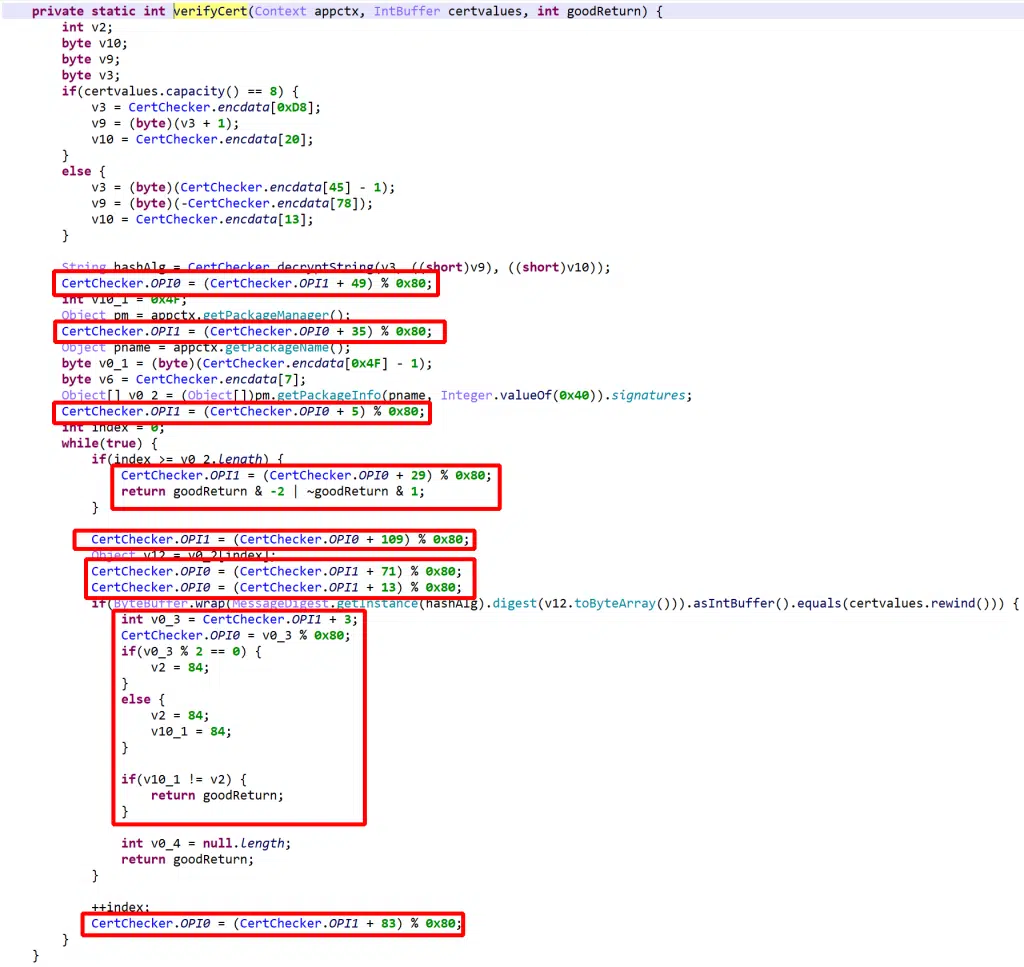 private static int verifyCert(Context appctx, IntBuffer certvalues, int goodReturn) {
int v2;
byte v10;
byte v9;
byte v3;
if(certvalues.capacity() == 8) {
v3 = CertChecker.encdata[0xD8];
v9 = (byte)(v3 + 1);
v10 = CertChecker.encdata[20];
}
else {
v3 = (byte)(CertChecker.encdata[45] - 1);
v9 = (byte)(-CertChecker.encdata[78]);
v10 = CertChecker.encdata[13];
}
String hashAlg = CertChecker.decryptString(v3, ((short)v9), ((short)v10));
CertChecker.OPI0 = (CertChecker.OPI1 + 49) % 0x80;
int v10_1 = 0x4F;
Object pm = appctx.getPackageManager();
CertChecker.OPI1 = (CertChecker.OPI0 + 35) % 0x80;
Object pname = appctx.getPackageName();
byte v0_1 = (byte)(CertChecker.encdata[0x4F] - 1);
byte v6 = CertChecker.encdata[7];
Object[] v0_2 = (Object[])pm.getPackageInfo(pname, Integer.valueOf(0x40)).signatures;
CertChecker.OPI1 = (CertChecker.OPI0 + 5) % 0x80;
int index = 0;
while(true) {
if(index >= v0_2.length) {
CertChecker.OPI1 = (CertChecker.OPI0 + 29) % 0x80;
return goodReturn & -2 | ~goodReturn & 1;
}
CertChecker.OPI1 = (CertChecker.OPI0 + 109) % 0x80;
Object v12 = v0_2[index];
CertChecker.OPI0 = (CertChecker.OPI1 + 71) % 0x80;
CertChecker.OPI0 = (CertChecker.OPI1 + 13) % 0x80;
if(ByteBuffer.wrap(MessageDigest.getInstance(hashAlg).digest(v12.toByteArray())).asIntBuffer().equals(certvalues.rewind())) {
int v0_3 = CertChecker.OPI1 + 3;
CertChecker.OPI0 = v0_3 % 0x80;
if(v0_3 % 2 == 0) {
v2 = 84;
}
else {
v2 = 84;
v10_1 = 84;
}
if(v10_1 != v2) {
return goodReturn;
}
int v0_4 = null.length;
return goodReturn;
}
++index;
CertChecker.OPI0 = (CertChecker.OPI1 + 83) % 0x80;
}
}